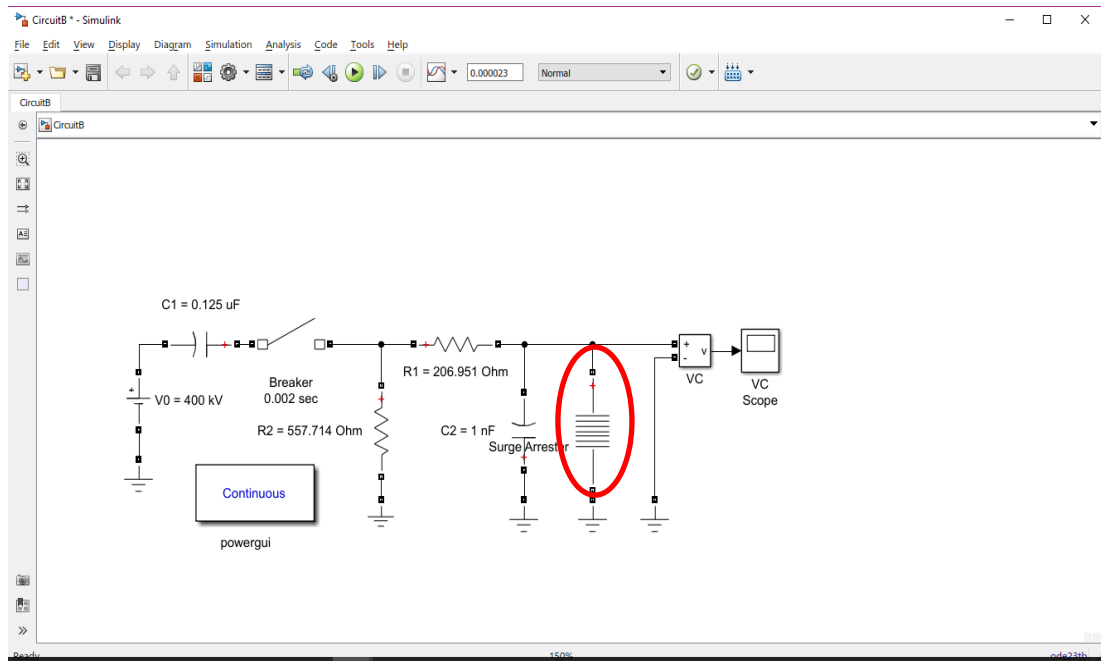 CircuitB * - Simulink
File Edit View Display Diagram Simulation Analysis Code Tools Help
0.000023 Normal
CircuitB
CircuitB
C1 = 0.125 uF
Breaker
0.002 sec
R1 = 206.951 Ohm
+ v
-
VC
VC
Scope
+
V0 = 400 kV
R2 = 557.714 Ohm
C2 = 1 nF
Surge Arrester
Continuous
powergui
Ready 150% ode23tb